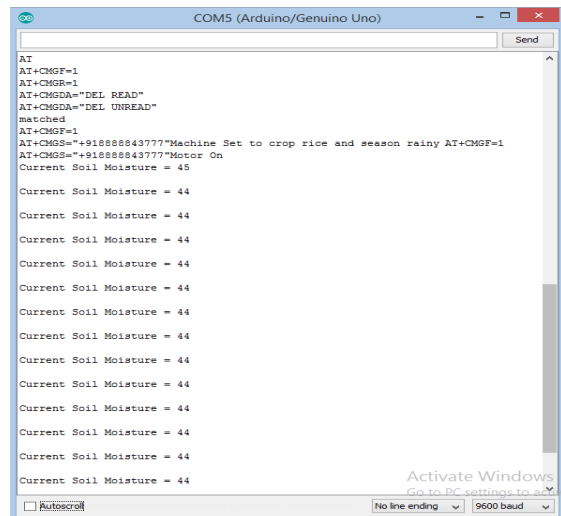 COM5 (Arduino/Genuino Uno)
Send
AT
AT+CMGF=1
AT+CMGR=1
AT+CMGDA="DEL READ"
AT+CMGDA="DEL UNREAD"
matched
AT+CMGF=1
AT+CMGS="+918888843777"Machine Set to crop rice and season rainy AT+CMGF=1
AT+CMGS="+918888843777"Motor On
Current Soil Moisture = 45
Current Soil Moisture = 44
Current Soil Moisture = 44
Current Soil Moisture = 44
Current Soil Moisture = 44
Current Soil Moisture = 44
Current Soil Moisture = 44
Current Soil Moisture = 44
Current Soil Moisture = 44
Current Soil Moisture = 44
Current Soil Moisture = 44
Current Soil Moisture = 44
Current Soil Moisture = 44
Current Soil Moisture = 44
Activate Windows
Go to PC settings to
Autoscroll
No line ending
9600 baud